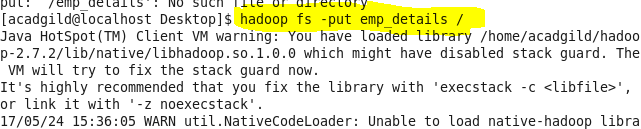 put: `/emp_details': No such file or directory
[acadgild@localhost Desktop]$ hadoop fs -put emp_details /
Java HotSpot(TM) Client VM warning: You have loaded library /home/acadgild/hadoo
p-2.7.2/lib/native/libhadoop.so.1.0.0 which might have disabled stack guard. The
 VM will try to fix the stack guard now.
It's highly recommended that you fix the library with 'execstack -c <libfile>',
or link it with '-z noexecstack'.
17/05/24 15:36:05 WARN util.NativeCodeLoader: Unable to load native-hadoop libra